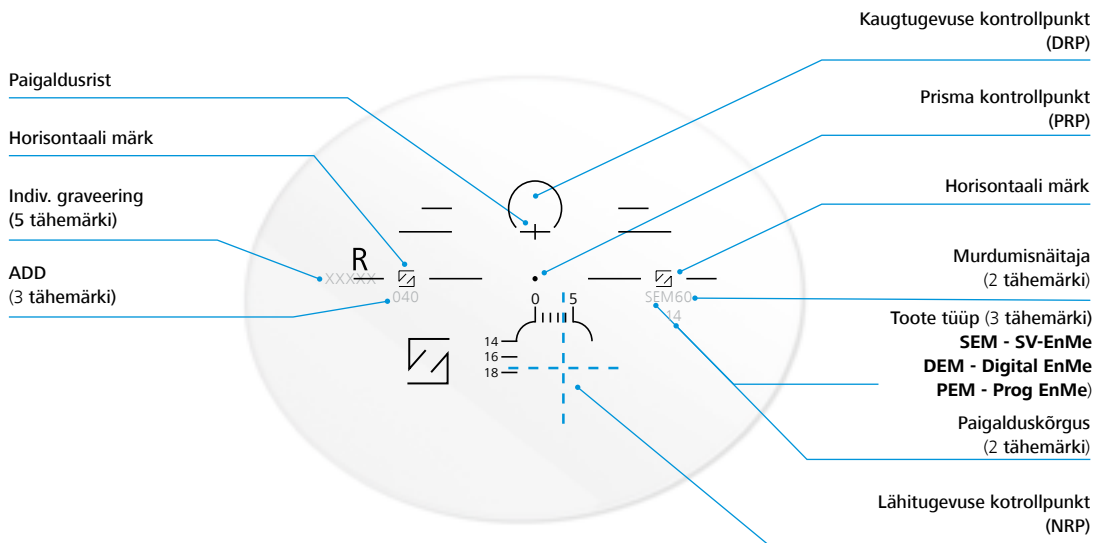 Kaugtugevuse kontrollpunkt
(DRP)
Paigaldusrist
Prisma kontrollpunkt
(PRP)
Horisontaali märk
Horisontaali märk
Indiv. graveering
(5 tähemärki)
R
XXXXX
Murdumisnäitaja
(2 tähemärki)
ADD
(3 tähemärki)
040
0 5
SEM60
14
Toote tüüp (3 tähemärki)
SEM - SV-EnMe
DEM - Digital EnMe
PEM - Prog EnMe)
14
16
18
Paigalduskõrgus
(2 tähemärki)
Lähitugevuse kotrollpunkt
(NRP)